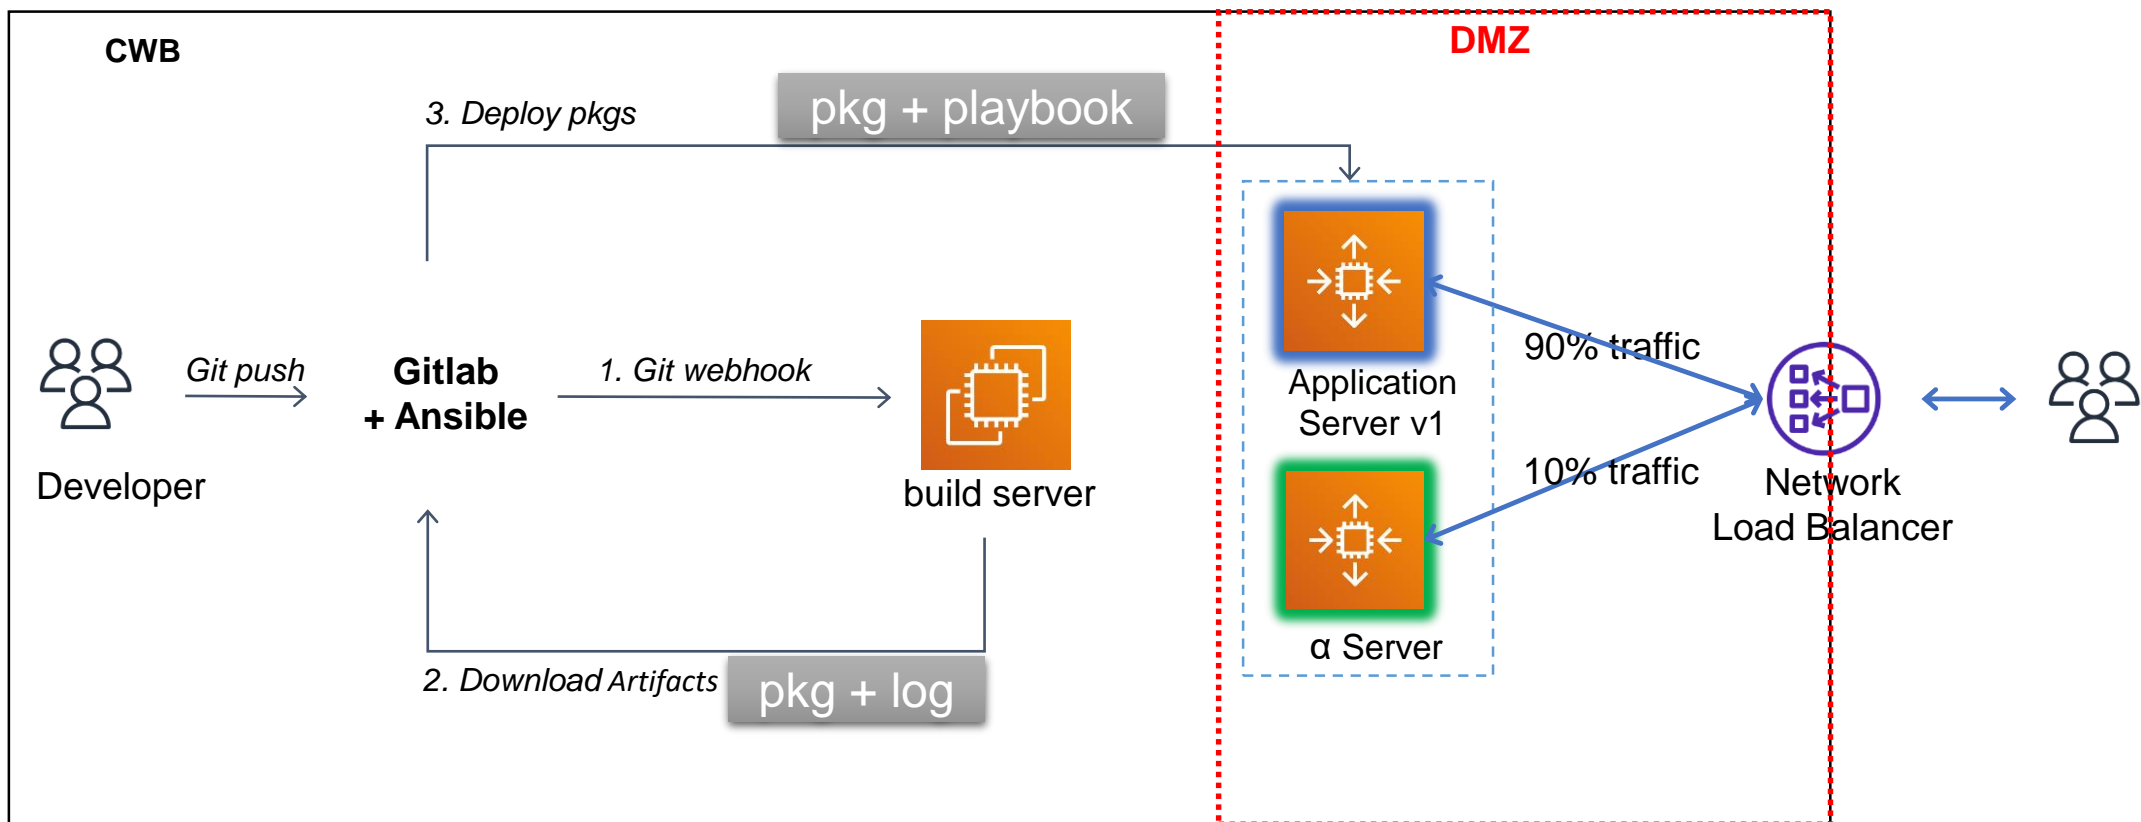 CWB
DMZ
3. Deploy pkgs
pkg + playbook
Git push
Gitlab
+ Ansible
1. Git webhook
90% traffic
Application
Server v1
Developer
build server
10% traffic
Network
Load Balancer
α Server
2. Download Artifacts
pkg + log